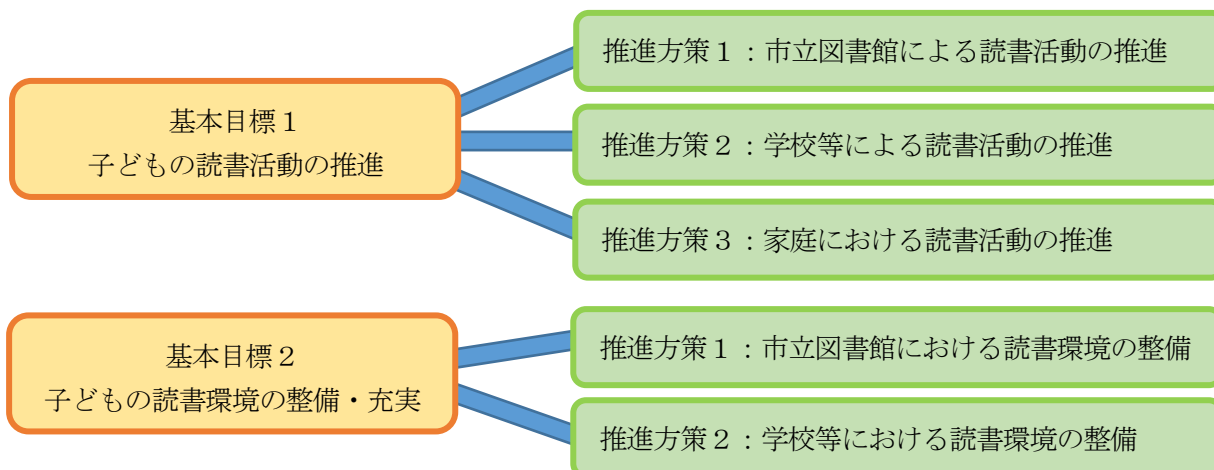 基本目標１
子どもの読書活動の推進
推進方策１：市立図書館による読書活動の推進
推進方策２：学校等による読書活動の推進
推進方策３：家庭における読書活動の推進
基本目標２
子どもの読書環境の整備・充実
推進方策１：市立図書館における読書環境の整備
推進方策２：学校等における読書環境の整備